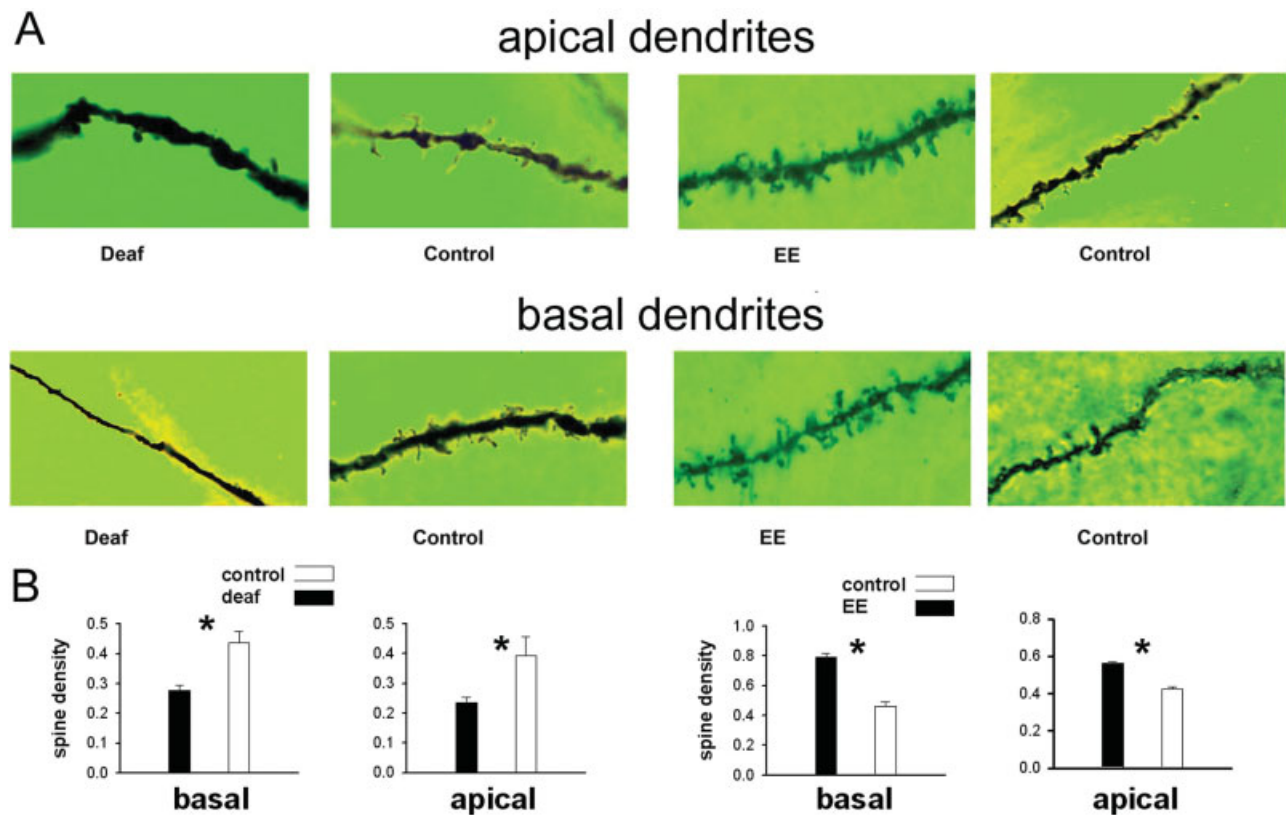 A
apical dendrites
Deaf Control EE Control
basal dendrites
Deaf Control EE Control
B
control
deaf
control
EE
spine density
0.5
0.4
0.3
0.2
0.1
0.0
*
basal
0.5
0.4
0.3
0.2
0.1
0.0
*
apical
spine density
1.0
0.8
0.6
0.4
0.2
0.0
*
basal
0.8
0.6
0.4
0.2
0.0
*
apical